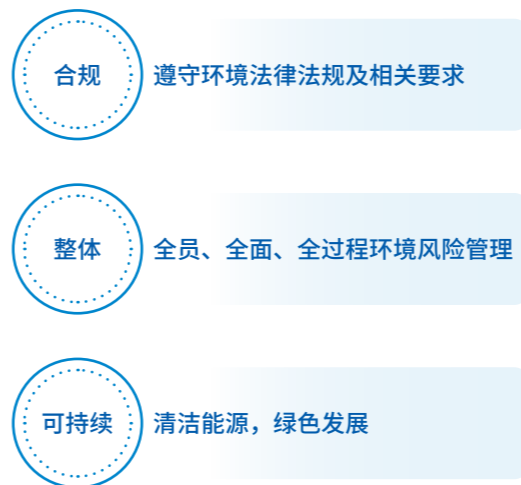 合规
遵守环境法律法规及相关要求
整体
全员、全面、全过程环境风险管理
可持续
清洁能源，绿色发展